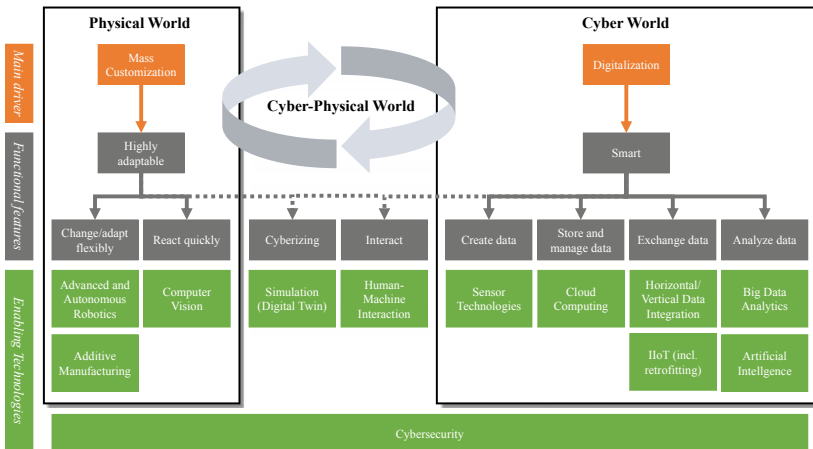 Physical World
Cyber World
Main driver
Mass
Customization
Cyber-Physical World
Digitalization
Functional features
Highly
adaptable
Smart
Change/adapt
flexibly
React quickly
Cyberizing
Interact
Create data
Store and
manage data
Exchange data
Analyze data
Enabling Technologies
Advanced and
Autonomous
Robotics
Computer
Vision
Simulation
(Digital Twin)
Human-
Machine
Interaction
Sensor
Technologies
Cloud
Computing
Horizontal/
Vertical Data
Integration
Big Data
Analytics
Additive
Manufacturing
IIoT (incl.
retrofitting)
Artificial
Intellgence
Cybersecurity